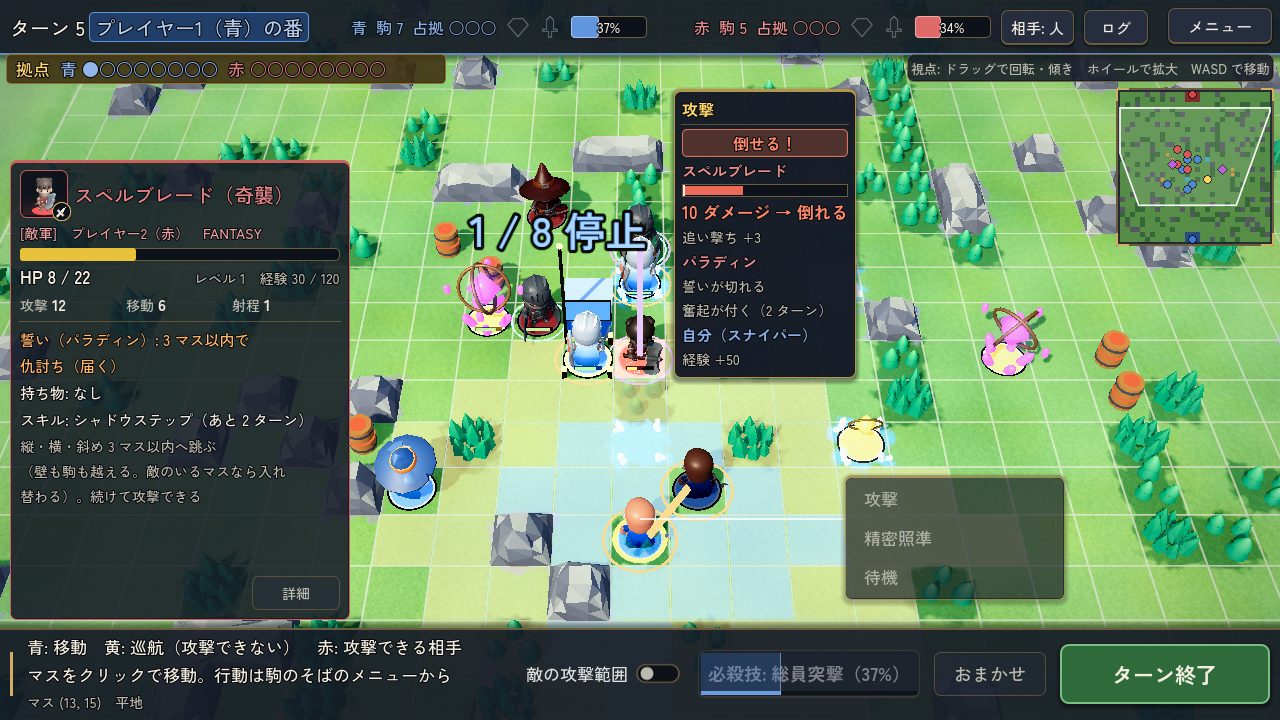 ターン 5 プレイヤー1（青）の番 青 駒 7 占拠 〇〇〇 37% 赤 駒 5 占拠 〇〇〇 34% 相手: 人 ログ メニュー
拠点 青 赤
視点: ドラッグで回転・傾き ホイールで拡大 WASD で移動
攻撃
倒せる！
スペルブレード
10 ダメージ → 倒れる
追い撃ち +3
パラディン
誓いが切れる
奮起が付く（2 ターン）
自分（スナイパー）
経験 +50
1 / 8 停止
スペルブレード（奇襲）
[敵軍] プレイヤー2（赤） FANTASY
HP 8 / 22 レベル 1 経験 30 / 120
攻撃 12 移動 6 射程 1
誓い（パラディン）: 3 マス以内で
仇討ち（届く）
持ち物: なし
スキル: シャドウステップ（あと 2 ターン）
縦・横・斜め 3 マス以内へ跳ぶ
（壁も駒も越える。敵のいるマスなら入れ
替わる）。続けて攻撃できる
詳細
攻撃
精密照準
待機
青: 移動 黄: 巡航（攻撃できない） 赤: 攻撃できる相手
マスをクリックで移動。行動は駒のそばのメニューから
マス (13, 15) 平地
敵の攻撃範囲
必殺技: 総員突撃（37%）
おまかせ
ターン終了